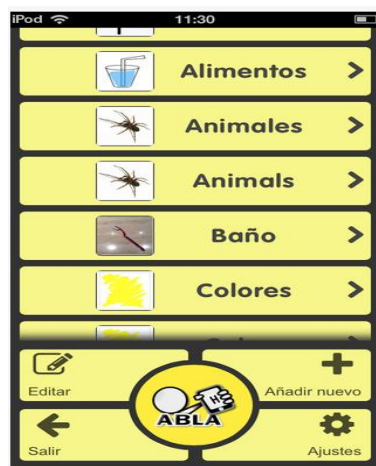 iPod 11:30
Alimentos
Animales
Animals
Baño
Colores
Editar
Añadir nuevo
H
ABLA
Salir
Ajustes